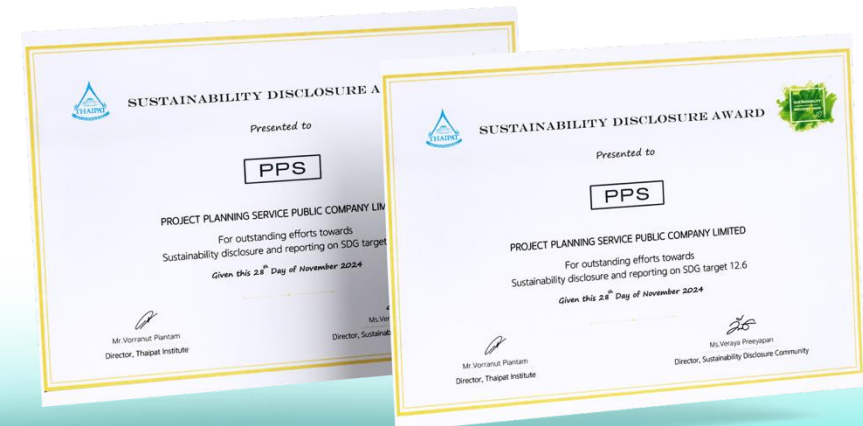 THAIPAT
SUSTAINABILITY DISCLOSURE A
Presented to
PPS
PROJECT PLANNING SERVICE PUBLIC COMPANY LIM
For outstanding efforts towards
Sustainability disclosure and reporting on SDG target
Given this 28th Day of November 2024
Mr.Vorranut Piantam
Director, Thaipat Institute
Ms.Ver
Director, Sustainab
THAIPAT
SUSTAINABILITY DISCLOSURE AWARD
Presented to
PPS
PROJECT PLANNING SERVICE PUBLIC COMPANY LIMITED
For outstanding efforts towards
Sustainability disclosure and reporting on SDG target 12.6
Given this 28th Day of November 2024
Mr.Vorranut Piantam
Director, Thaipat Institute
Ms.Veraya Preeyapan
Director, Sustainability Disclosure Community